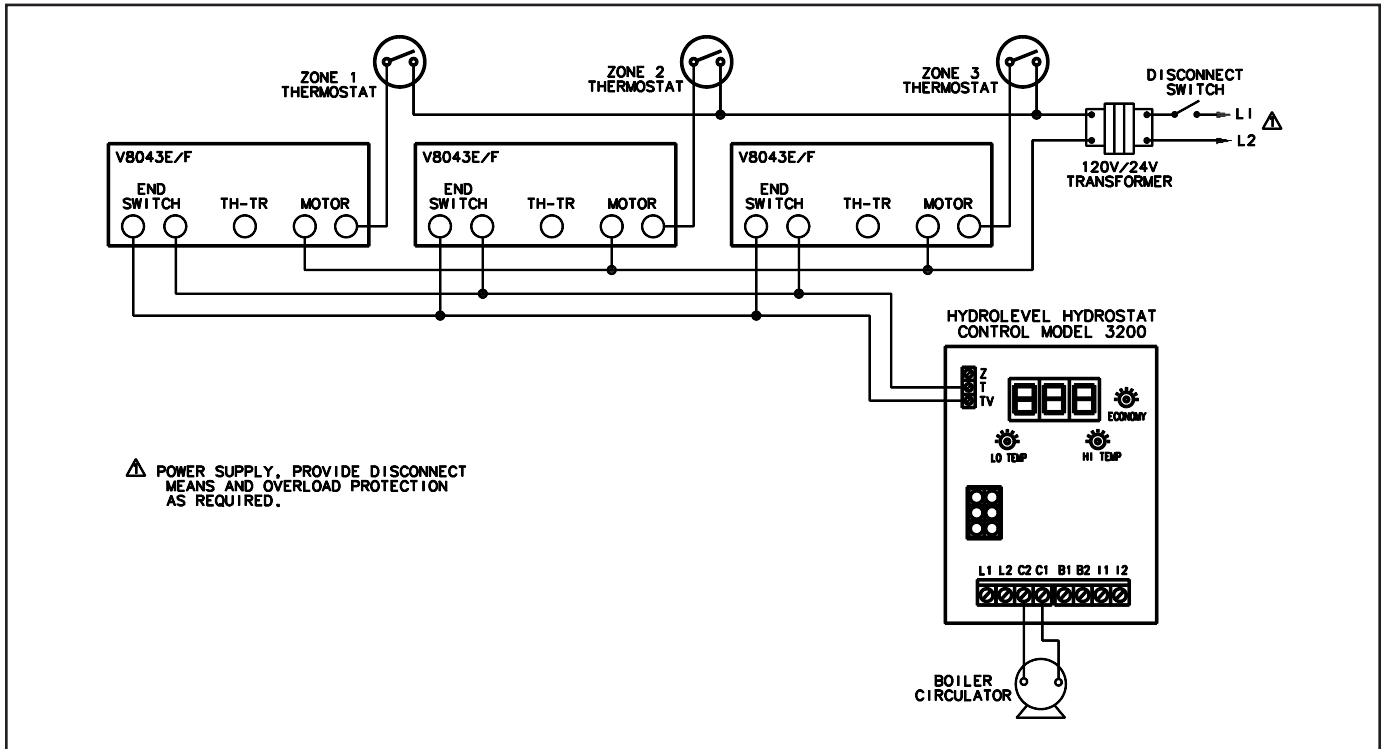 ZONE 1
THERMOSTAT
ZONE 2
THERMOSTAT
ZONE 3
THERMOSTAT
DISCONNECT
SWITCH
L1
1
L2
120V/24V
TRANSFORMER
V8043E/F
END
SWITCH
TH-TR
MOTOR
V8043E/F
END
SWITCH
TH-TR
MOTOR
V8043E/F
END
SWITCH
TH-TR
MOTOR
HYDROLEVEL HYDROSTAT
CONTROL MODEL 3200
Z
T
TV
888
ECONOMY
LO TEMP
HI TEMP
1 POWER SUPPLY, PROVIDE DISCONNECT
MEANS AND OVERLOAD PROTECTION
AS REQUIRED.
L1 L2 C2 C1 B1 B2 I1 I2
BOILER
CIRCULATOR